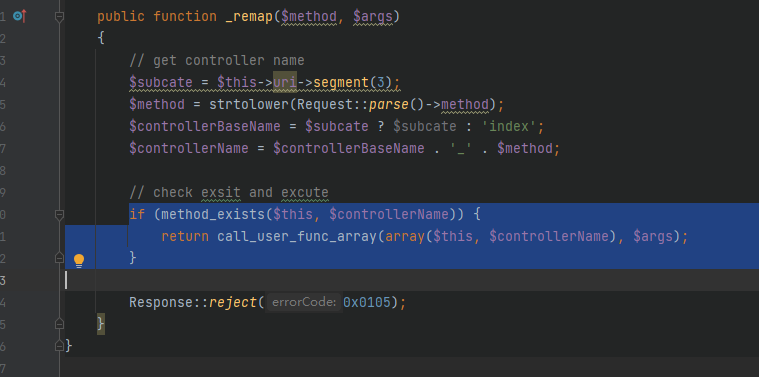 1 public function _remap($method, $args)
2 {
3 // get controller name
4 $subcate = $this->uri->segment(3);
5 $method = strtolower(Request::parse()->method);
6 $controllerBaseName = $subcate ? $subcate : 'index';
7 $controllerName = $controllerBaseName . '_' . $method;
8
9 // check exsit and excute
0 if (method_exists($this, $controllerName)) {
1 return call_user_func_array(array($this, $controllerName), $args);
2 }
3
4 Response::reject( errorCode: 0x0105);
5 }
6 }
7